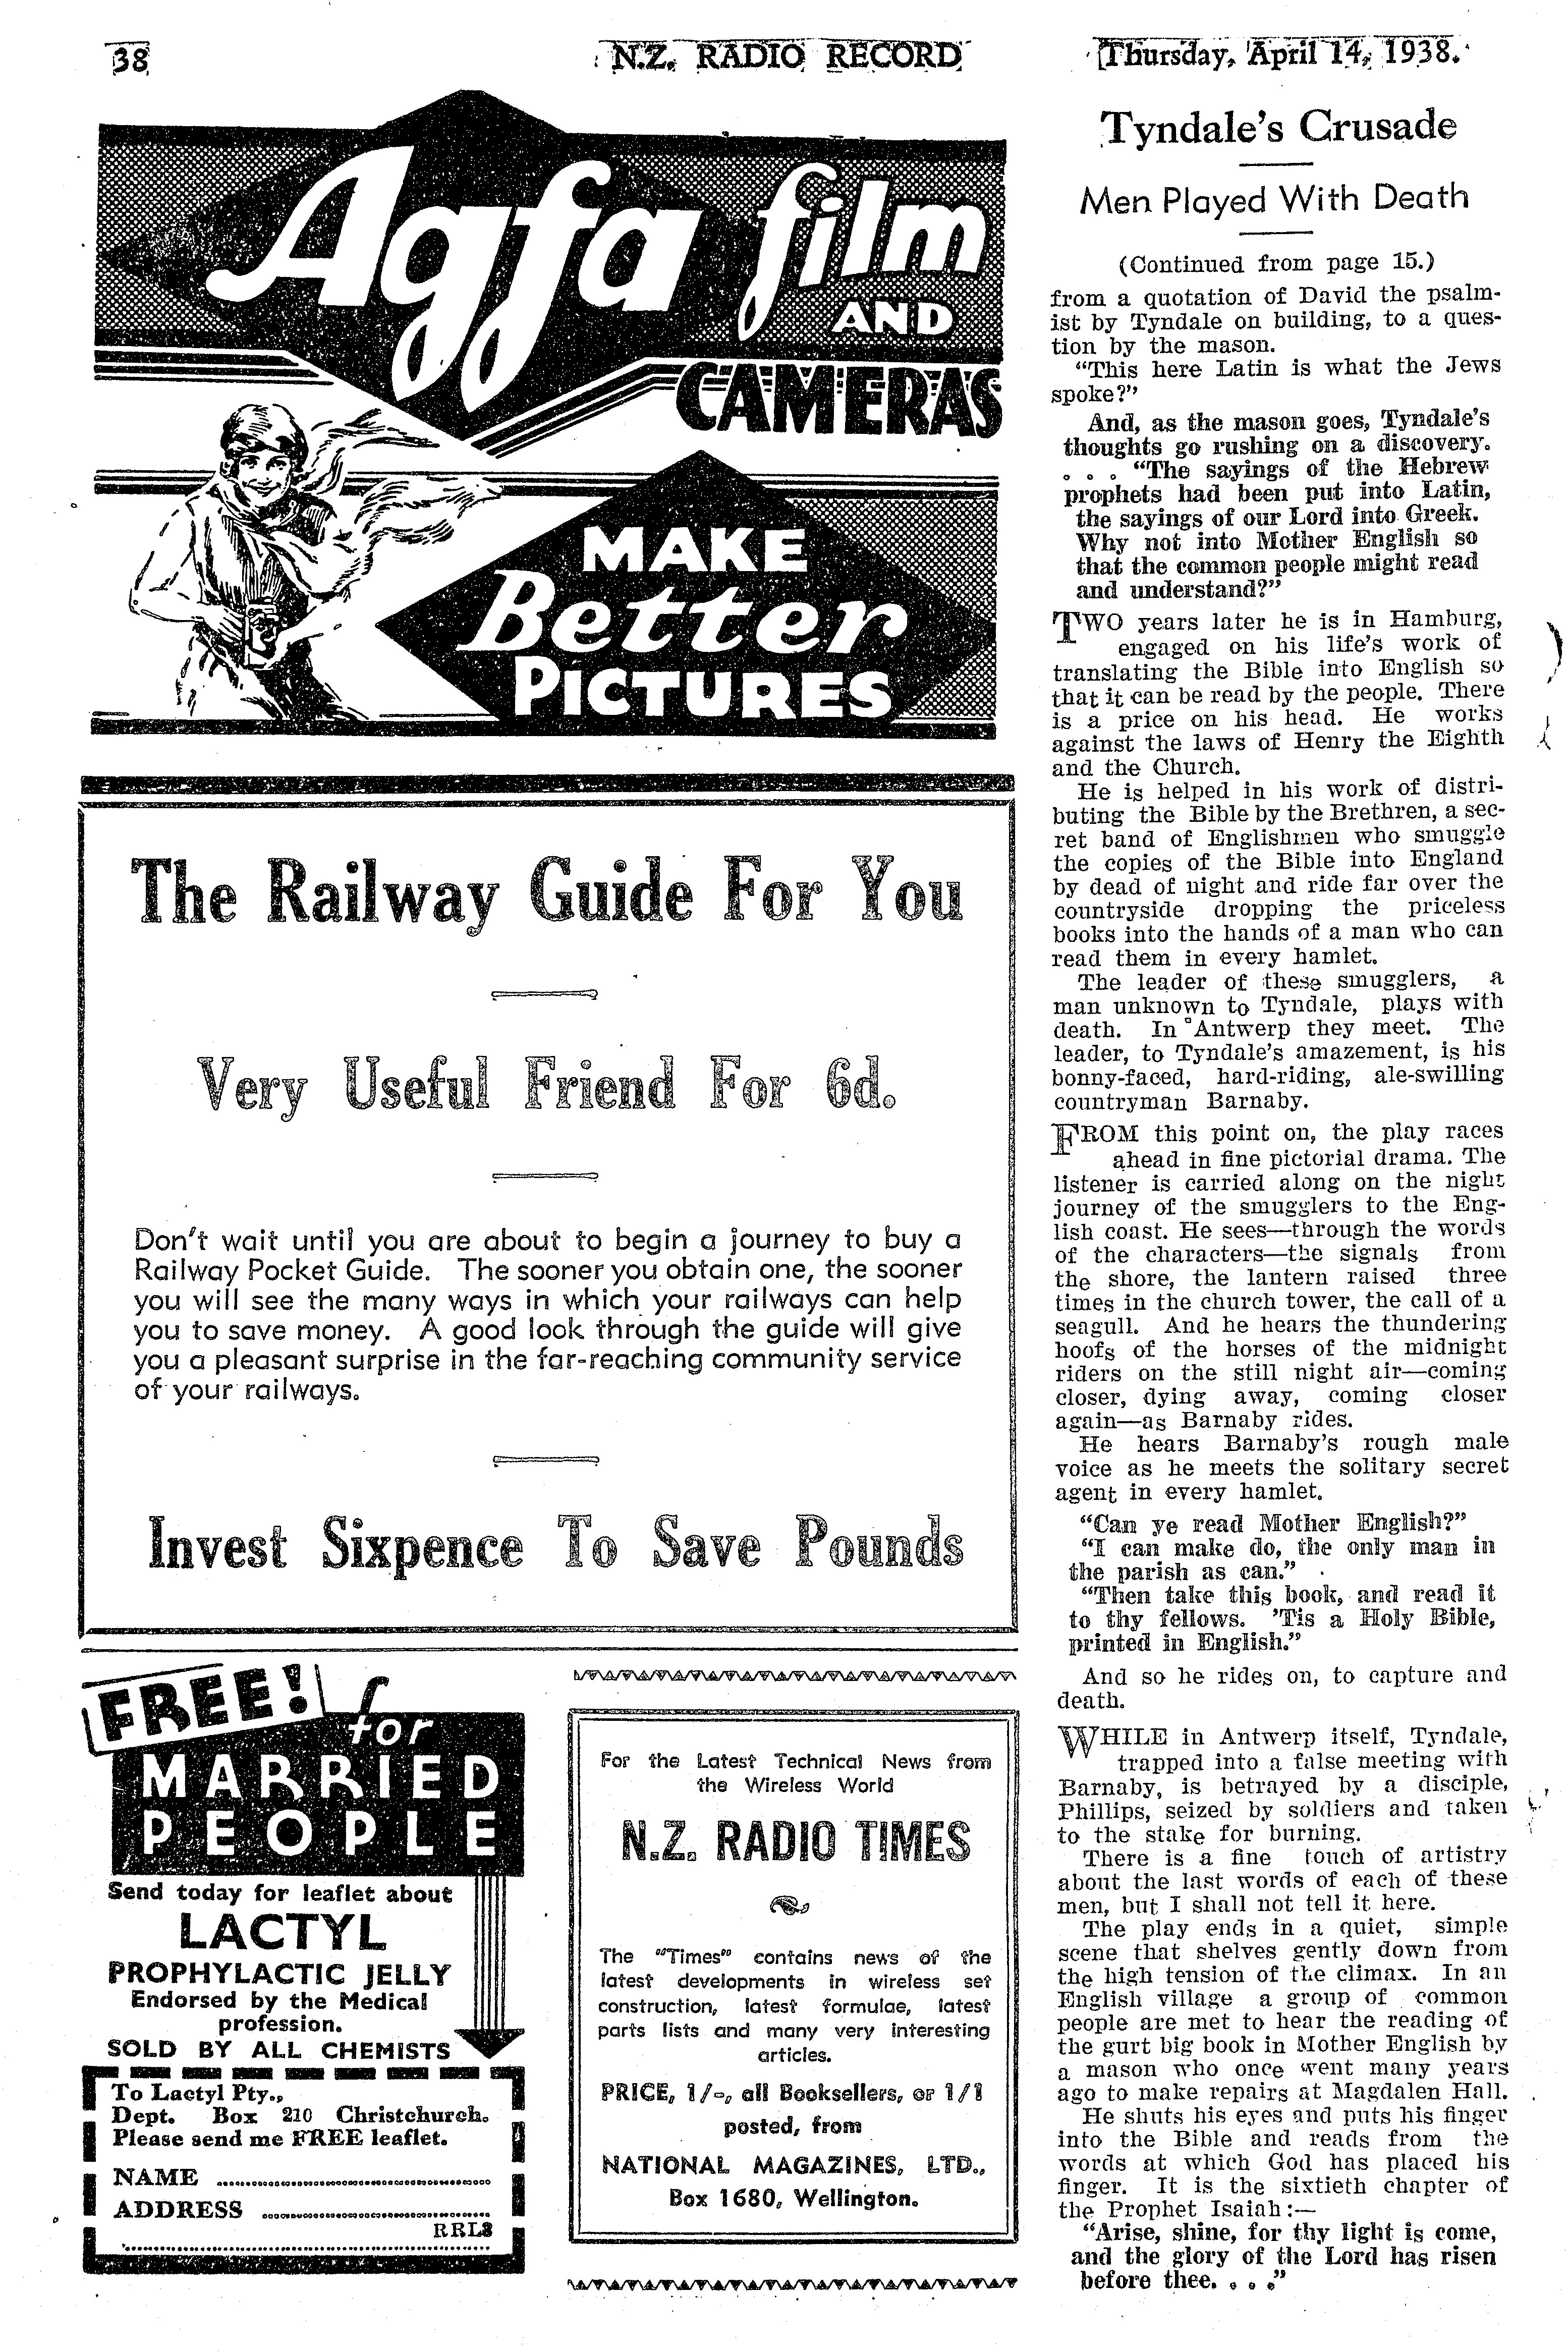 38
N.Z. RADIO RECORD
Thursday, April 14, 1938.
Agfa film
AND
CAMERAS
MAKE
Better
PICTURES
The Railway Guide For You
Very Useful Friend For 6d.
Don't wait until you are about to begin a journey to buy a
Railway Pocket Guide. The sooner you obtain one, the sooner
you will see the many ways in which your railways can help
you to save money. A good look through the guide will give
you a pleasant surprise in the far-reaching community service
of your railways.
Invest Sixpence To Save Pounds
FREE!
for
MARRIED
PEOPLE
Send today for leaflet about
LACTYL
PROPHYLACTIC JELLY
Endorsed by the Medical
profession.
SOLD BY ALL CHEMISTS
To Lactyl Pty.,
Dept. Box 210 Christchurch.
Please send me FREE leaflet.
NAME ........................................
ADDRESS ........................................
RRL8
........................................
For the Latest Technical News from
the Wireless World
N.Z. RADIO TIMES
The "Times" contains news of the
latest developments in wireless set
construction, latest formulae, latest
parts lists and many very interesting
articles.
PRICE, 1/-, all Booksellers, or 1/1
posted, from
NATIONAL MAGAZINES, LTD.,
Box 1680, Wellington.
Tyndale's Crusade
Men Played With Death
(Continued from page 15.)
from a quotation of David the psalm-
ist by Tyndale on building, to a ques-
tion by the mason.
"This here Latin is what the Jews
spoke?"
And, as the mason goes, Tyndale's
thoughts go rushing on a discovery.
. . . "The sayings of the Hebrew
prophets had been put into Latin,
the sayings of our Lord into Greek.
Why not into Mother English so
that the common people might read
and understand?"
TWO years later he is in Hamburg,
engaged on his life's work of
translating the Bible into English so
that it can be read by the people. There
is a price on his head. He works
against the laws of Henry the Eighth
and the Church.
He is helped in his work of distri-
buting the Bible by the Brethren, a sec-
ret band of Englishmen who smuggle
the copies of the Bible into England
by dead of night and ride far over the
countryside dropping the priceless
books into the hands of a man who can
read them in every hamlet.
The leader of these smugglers, a
man unknown to Tyndale, plays with
death. In Antwerp they meet. The
leader, to Tyndale's amazement, is his
bonny-faced, hard-riding, ale-swilling
countryman Barnaby.
FROM this point on, the play races
ahead in fine pictorial drama. The
listener is carried along on the night
journey of the smugglers to the Eng-
lish coast. He sees—through the words
of the characters—the signals from
the shore, the lantern raised three
times in the church tower, the call of a
seagull. And he hears the thundering
hoofs of the horses of the midnight
riders on the still night air—coming
closer, dying away, coming closer
again—as Barnaby rides.
He hears Barnaby's rough male
voice as he meets the solitary secret
agent in every hamlet.
"Can ye read Mother English?"
"I can make do, the only man in
the parish as can."
"Then take this book, and read it
to thy fellows. 'Tis a Holy Bible,
printed in English."
And so he rides on, to capture and
death.
WHILE in Antwerp itself, Tyndale,
trapped into a false meeting with
Barnaby, is betrayed by a disciple,
Phillips, seized by soldiers and taken
to the stake for burning.
There is a fine touch of artistry
about the last words of each of these
men, but I shall not tell it here.
The play ends in a quiet, simple
scene that shelves gently down from
the high tension of the climax. In an
English village a group of common
people are met to hear the reading of
the gurt big book in Mother English by
a mason who once went many years
ago to make repairs at Magdalen Hall.
He shuts his eyes and puts his finger
into the Bible and reads from the
words at which God has placed his
finger. It is the sixtieth chapter of
the Prophet Isaiah:—
"Arise, shine, for thy light is come,
and the glory of the Lord has risen
before thee. . . ."